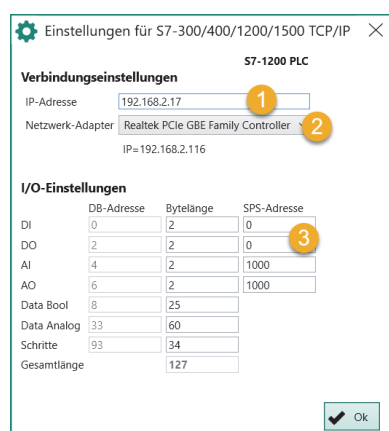 Einstellungen für S7-300/400/1200/1500 TCP/IP
S7-1200 PLC
Verbindungseinstellungen
IP-Adresse 192.168.2.17 1
Netzwerk-Adapter Realtek PCIe GBE Family Controller 2
IP=192.168.2.116
I/O-Einstellungen
DB-Adresse Bytelänge SPS-Adresse
DI 0 2 0
DO 2 2 0 3
AI 4 2 1000
AO 6 2 1000
Data Bool 8 25
Data Analog 33 60
Schritte 93 34
Gesamtlänge 127
Ok